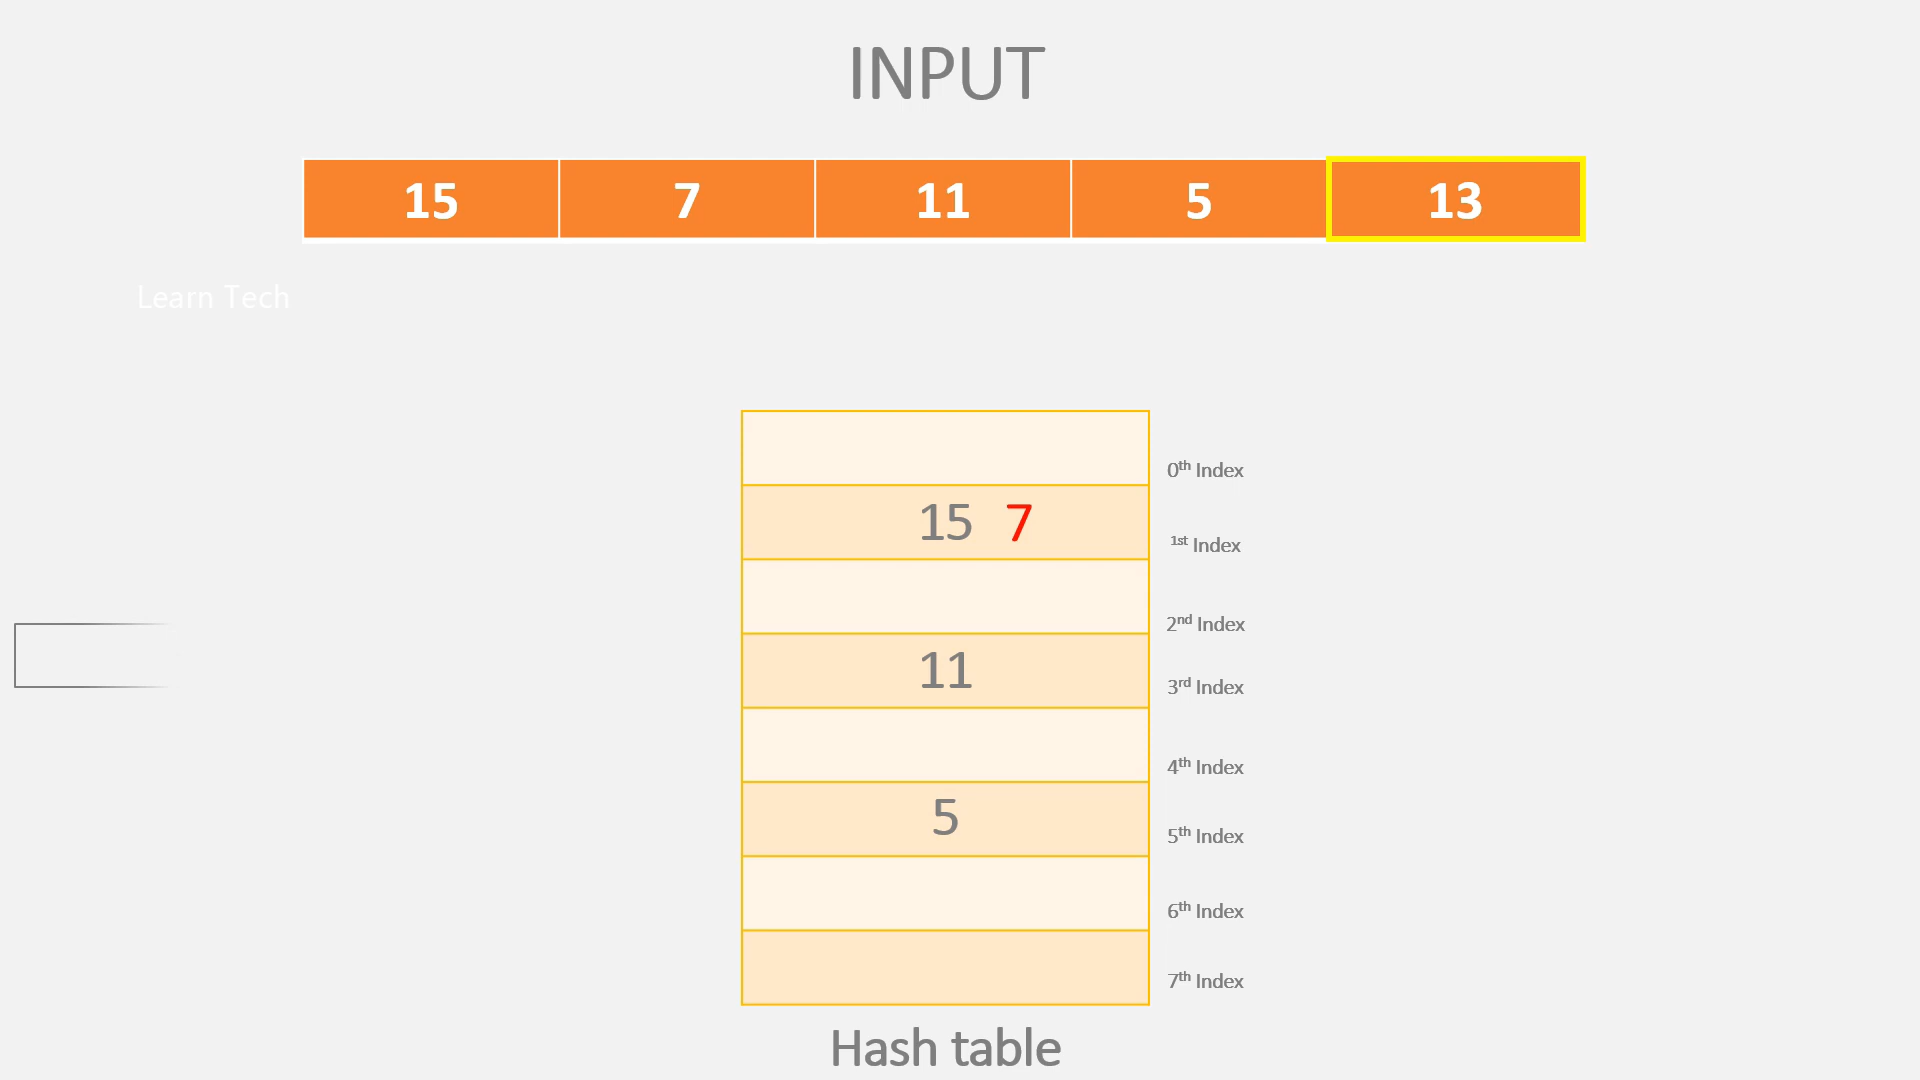 INPUT
15 7 11 5 13
Learn Tech
0th Index
15 7
1st Index
2nd Index
11
3rd Index
4th Index
5
5th Index
6th Index
7th Index
Hash table